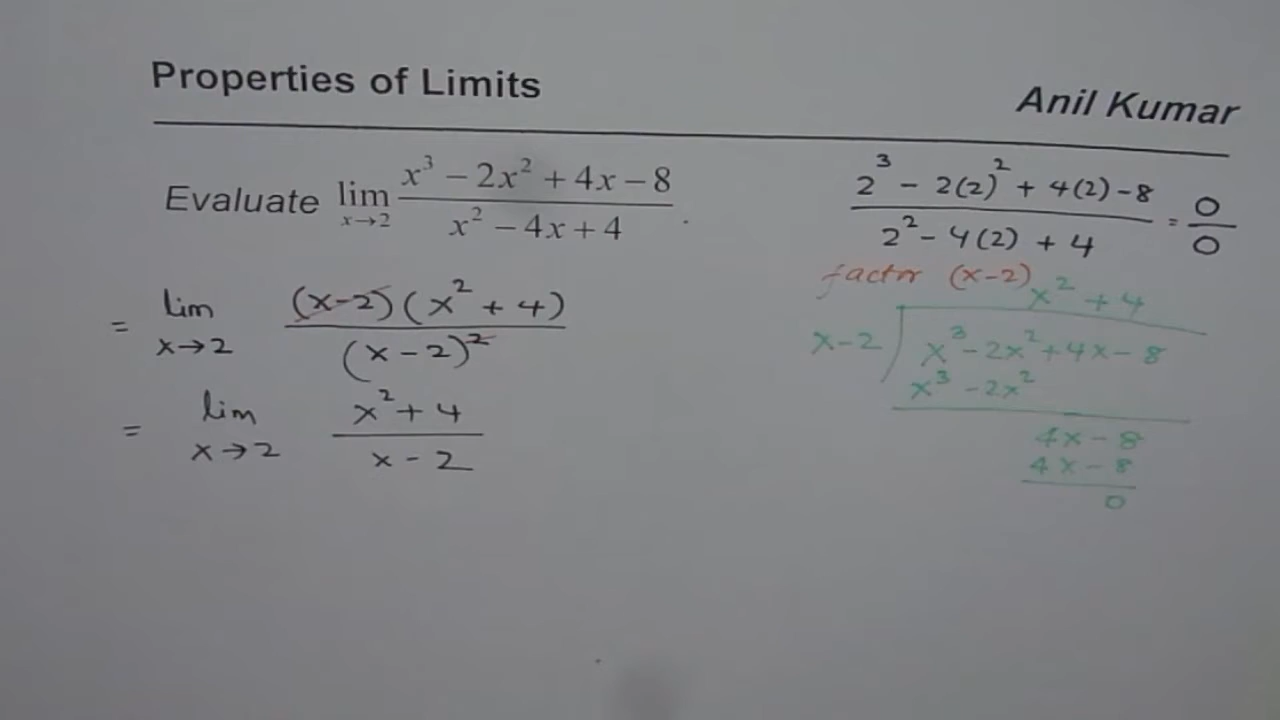 Properties of Limits
Anil Kumar
Evaluate lim x→2 (x³ − 2x² + 4x − 8)/(x² − 4x + 4) .
= lim x→2 (x−2)(x² + 4)/(x − 2)²
= lim x→2 (x² + 4)/(x − 2)
(2³ − 2(2)² + 4(2) − 8)/(2² − 4(2) + 4) = 0/0
factor (x−2)
x² + 4
x−2 x³ − 2x² + 4x − 8
x³ − 2x²
4x − 8
4x − 8
0